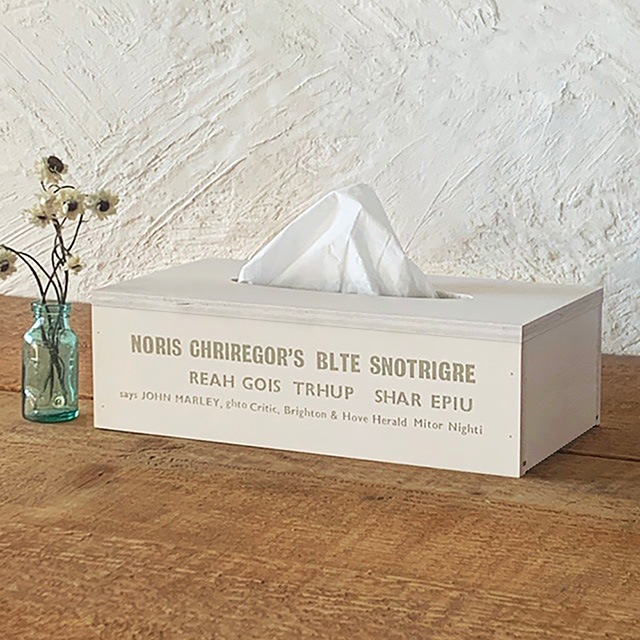 NORIS CHRIREGOR'S BLTE SNOTRIGRE
REAH GOIS TRHUP SHAR EPIU
says JOHN MARLEY, ghto Critic, Brighton & Hove Herald Mitor Nighti